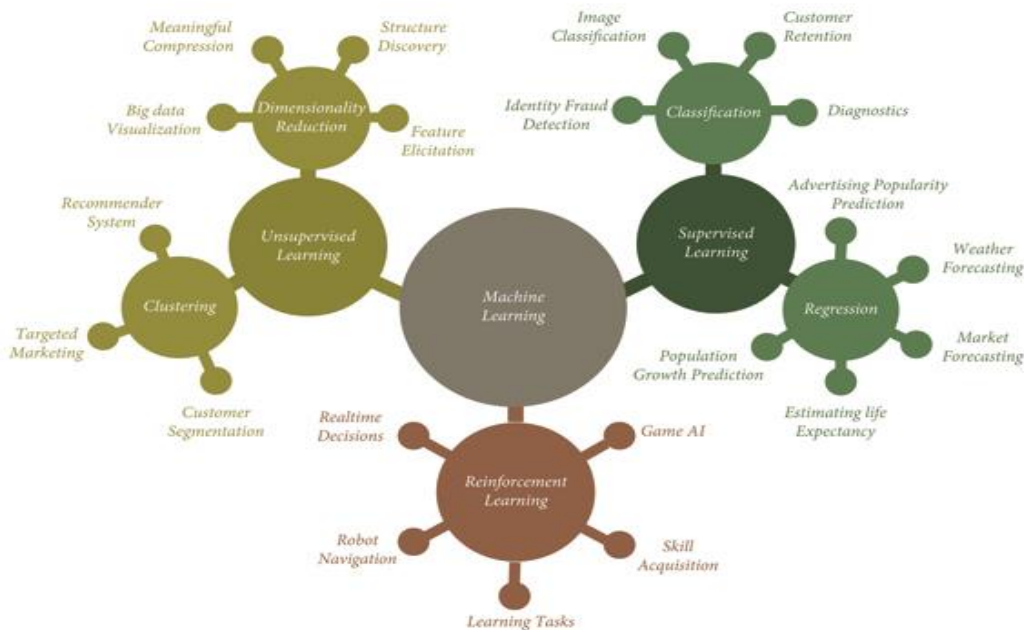 Meaningful
Compression
Structure
Discovery
Big data
Visualization
Dimensionality
Reduction
Feature
Elicitation
Recommender
System
Unsupervised
Learning
Clustering
Targeted
Marketing
Customer
Segmentation
Image
Classification
Customer
Retention
Identity Fraud
Detection
Classification
Diagnostics
Supervised
Learning
Advertising Popularity
Prediction
Weather
Forecasting
Regression
Population
Growth Prediction
Market
Forecasting
Estimating life
Expectancy
Machine
Learning
Realtime
Decisions
Game AI
Reinforcement
Learning
Robot
Navigation
Skill
Acquisition
Learning Tasks